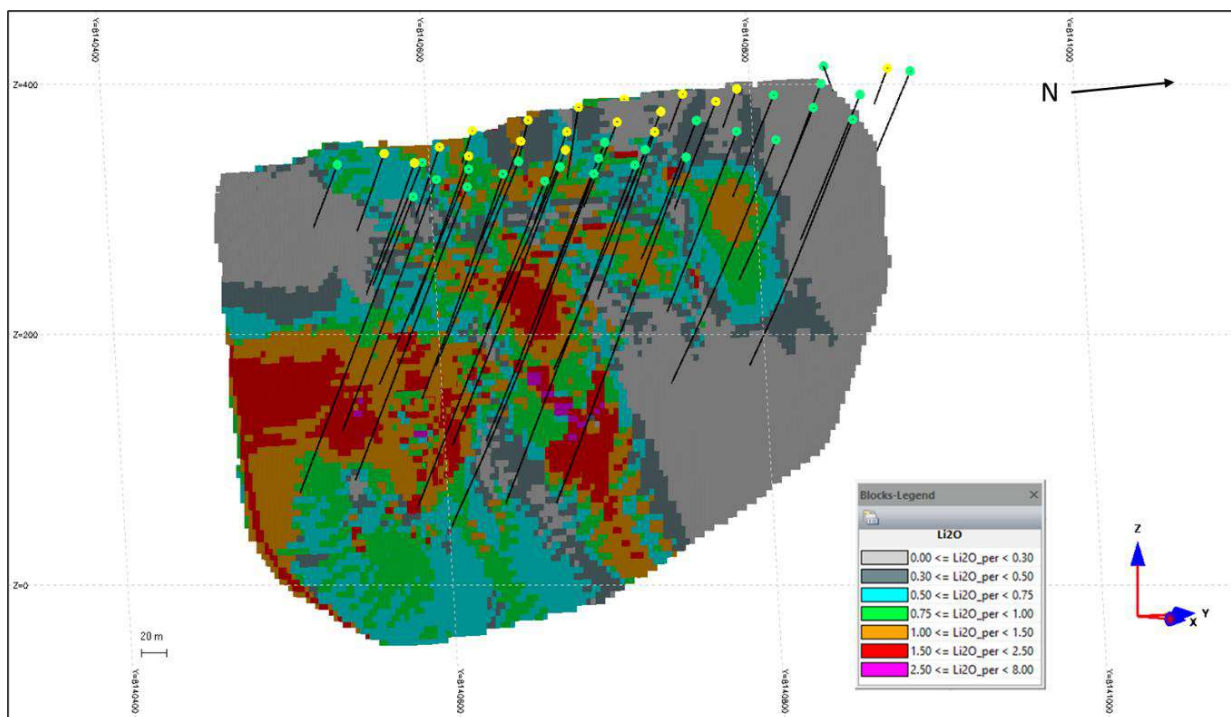 Y=8140400
Y=8140600
Y=8140800
Y=8141000
Z=400
N
Z=200
Z=0
20 m
Blocks-Legend
Li2O
0.00 <= Li2O_per < 0.30
0.30 <= Li2O_per < 0.50
0.50 <= Li2O_per < 0.75
0.75 <= Li2O_per < 1.00
1.00 <= Li2O_per < 1.50
1.50 <= Li2O_per < 2.50
2.50 <= Li2O_per < 8.00
Z
Y
X
Y=8140400
Y=8140600
Y=8140800
Y=8141000